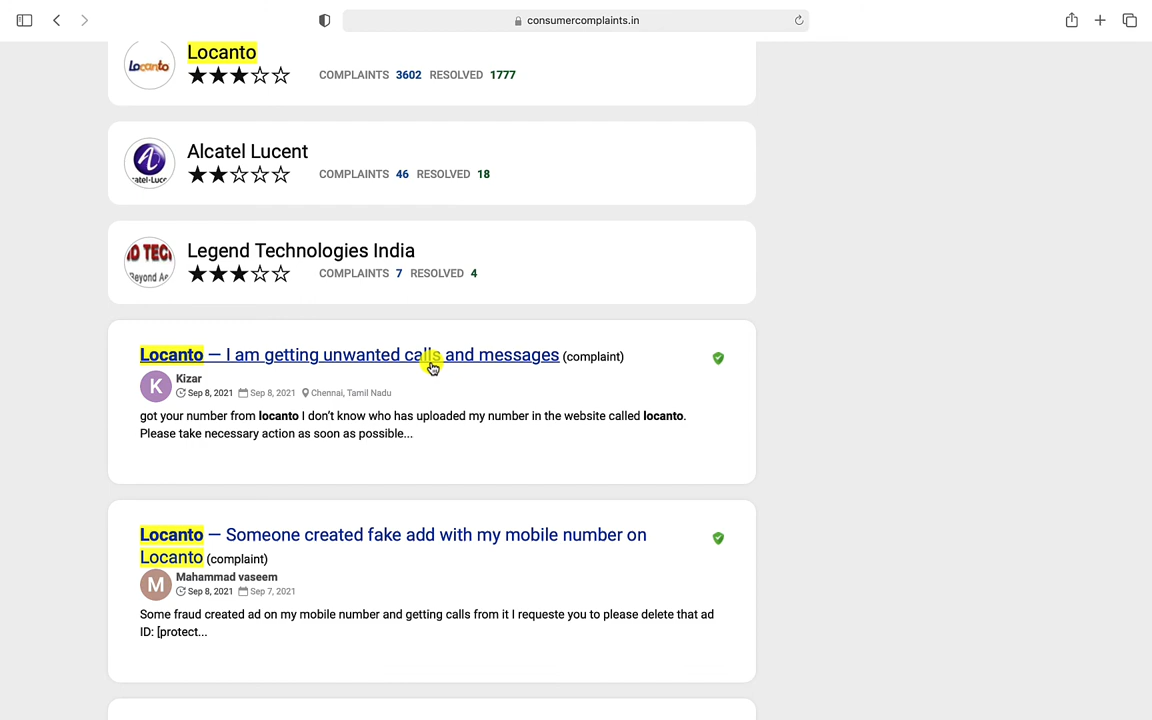 consumercomplaints.in
Locanto
Locanto
COMPLAINTS 3602 RESOLVED 1777
Alcatel Lucent
atel-Luce
COMPLAINTS 46 RESOLVED 18
Legend Technologies India
D TECH
Beyond
COMPLAINTS 7 RESOLVED 4
Locanto – I am getting unwanted calls and messages (complaint)
K
Kizar
Sep 8, 2021 Sep 8, 2021 Chennai, Tamil Nadu
got your number from locanto I don't know who has uploaded my number in the website called locanto.
Please take necessary action as soon as possible...
Locanto – Someone created fake add with my mobile number on
Locanto (complaint)
M
Mahammad vaseem
Sep 8, 2021 Sep 7, 2021
Some fraud created ad on my mobile number and getting calls from it I requeste you to please delete that ad
ID: [protect...